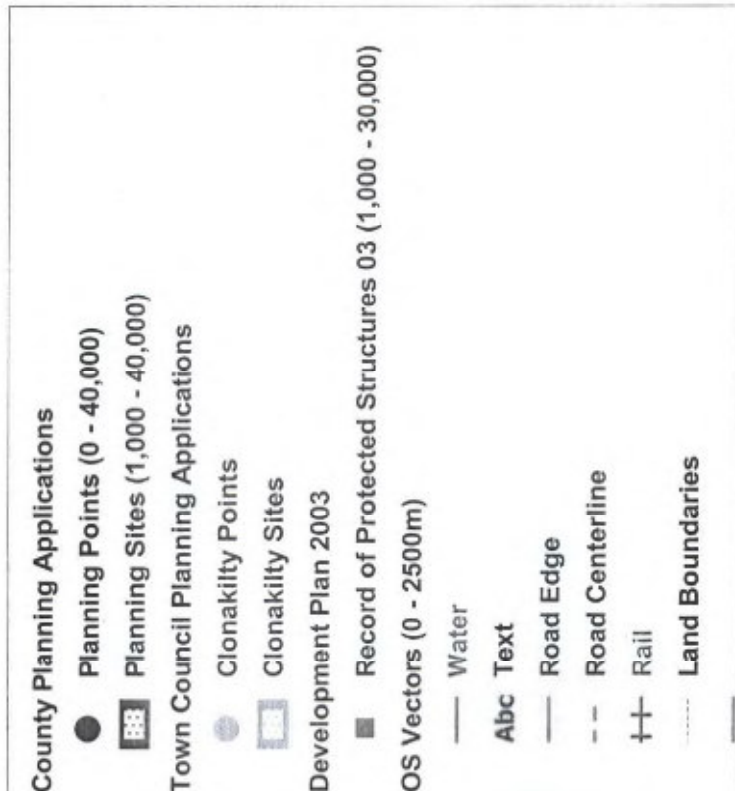 County Planning Applications
Planning Points (0 - 40,000)
Planning Sites (1,000 - 40,000)
Town Council Planning Applications
Clonakilty Points
Clonakilty Sites
Development Plan 2003
Record of Protected Structures 03 (1,000 - 30,000)
OS Vectors (0 - 2500m)
Water
Abc Text
Road Edge
Road Centerline
Rail
Land Boundaries